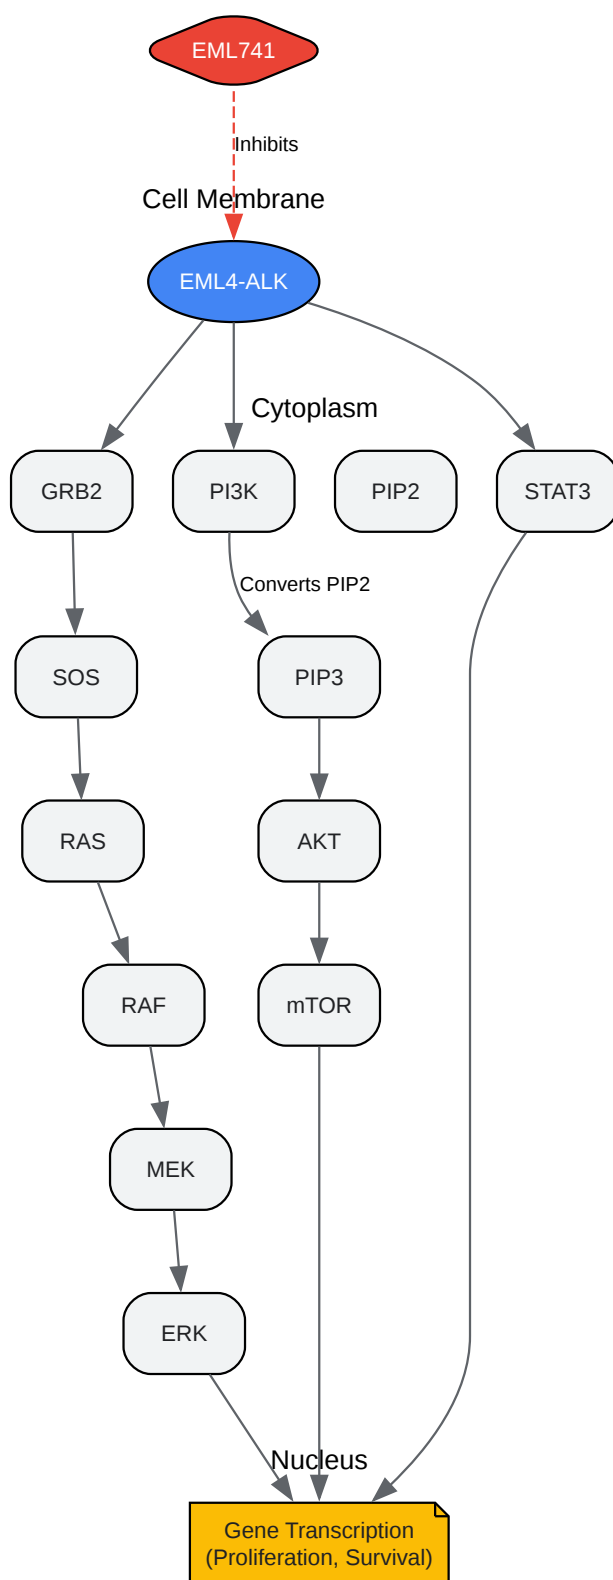 EML741
Inhibits
Cell Membrane
EML4-ALK
Cytoplasm
GRB2
PI3K
PIP2
STAT3
Converts PIP2
SOS
PIP3
RAS
AKT
RAF
mTOR
MEK
ERK
Nucleus
Gene Transcription
(Proliferation, Survival)